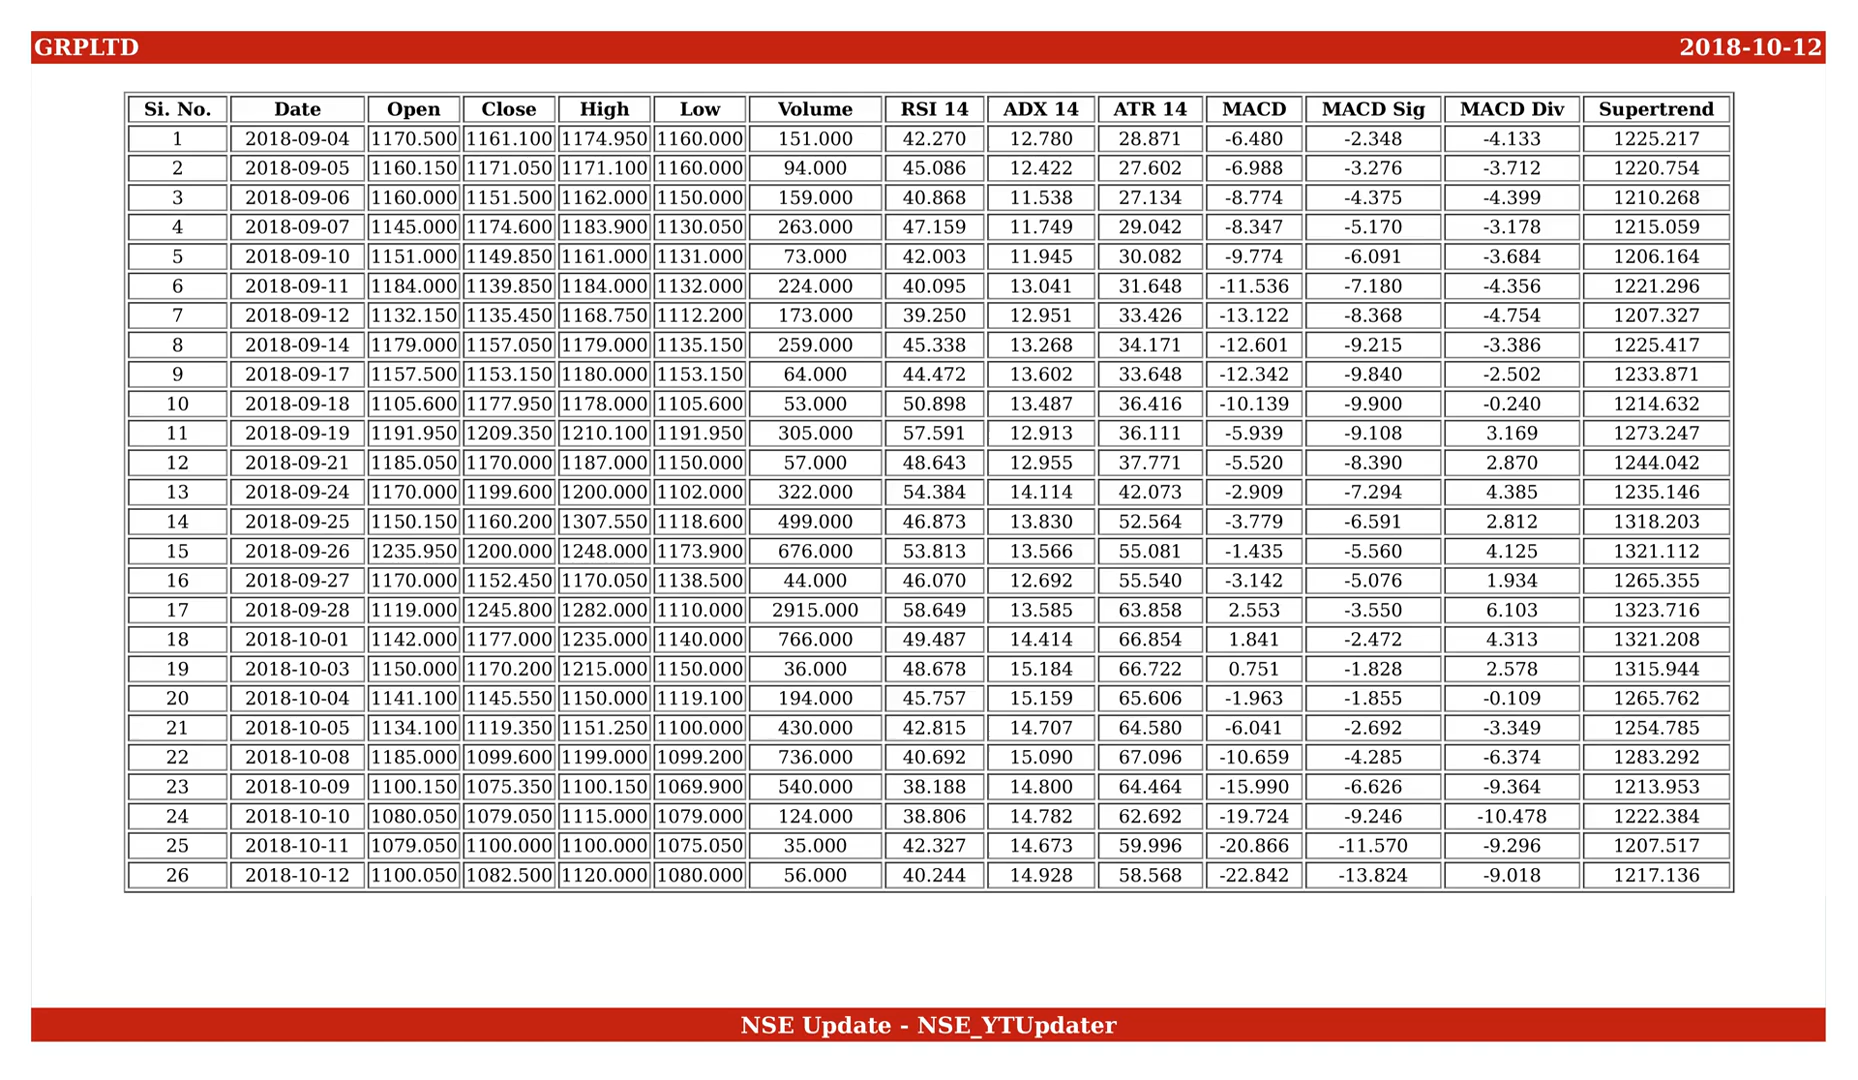 GRPLTD 2018-10-12
Si. No. Date Open Close High Low Volume RSI 14 ADX 14 ATR 14 MACD MACD Sig MACD Div Supertrend
1 2018-09-04 1170.500 1161.100 1174.950 1160.000 151.000 42.270 12.780 28.871 -6.480 -2.348 -4.133 1225.217
2 2018-09-05 1160.150 1171.050 1171.100 1160.000 94.000 45.086 12.422 27.602 -6.988 -3.276 -3.712 1220.754
3 2018-09-06 1160.000 1151.500 1162.000 1150.000 159.000 40.868 11.538 27.134 -8.774 -4.375 -4.399 1210.268
4 2018-09-07 1145.000 1174.600 1183.900 1130.050 263.000 47.159 11.749 29.042 -8.347 -5.170 -3.178 1215.059
5 2018-09-10 1151.000 1149.850 1161.000 1131.000 73.000 42.003 11.945 30.082 -9.774 -6.091 -3.684 1206.164
6 2018-09-11 1184.000 1139.850 1184.000 1132.000 224.000 40.095 13.041 31.648 -11.536 -7.180 -4.356 1221.296
7 2018-09-12 1132.150 1135.450 1168.750 1112.200 173.000 39.250 12.951 33.426 -13.122 -8.368 -4.754 1207.327
8 2018-09-14 1179.000 1157.050 1179.000 1135.150 259.000 45.338 13.268 34.171 -12.601 -9.215 -3.386 1225.417
9 2018-09-17 1157.500 1153.150 1180.000 1153.150 64.000 44.472 13.602 33.648 -12.342 -9.840 -2.502 1233.871
10 2018-09-18 1105.600 1177.950 1178.000 1105.600 53.000 50.898 13.487 36.416 -10.139 -9.900 -0.240 1214.632
11 2018-09-19 1191.950 1209.350 1210.100 1191.950 305.000 57.591 12.913 36.111 -5.939 -9.108 3.169 1273.247
12 2018-09-21 1185.050 1170.000 1187.000 1150.000 57.000 48.643 12.955 37.771 -5.520 -8.390 2.870 1244.042
13 2018-09-24 1170.000 1199.600 1200.000 1102.000 322.000 54.384 14.114 42.073 -2.909 -7.294 4.385 1235.146
14 2018-09-25 1150.150 1160.200 1307.550 1118.600 499.000 46.873 13.830 52.564 -3.779 -6.591 2.812 1318.203
15 2018-09-26 1235.950 1200.000 1248.000 1173.900 676.000 53.813 13.566 55.081 -1.435 -5.560 4.125 1321.112
16 2018-09-27 1170.000 1152.450 1170.050 1138.500 44.000 46.070 12.692 55.540 -3.142 -5.076 1.934 1265.355
17 2018-09-28 1119.000 1245.800 1282.000 1110.000 2915.000 58.649 13.585 63.858 2.553 -3.550 6.103 1323.716
18 2018-10-01 1142.000 1177.000 1235.000 1140.000 766.000 49.487 14.414 66.854 1.841 -2.472 4.313 1321.208
19 2018-10-03 1150.000 1170.200 1215.000 1150.000 36.000 48.678 15.184 66.722 0.751 -1.828 2.578 1315.944
20 2018-10-04 1141.100 1145.550 1150.000 1119.100 194.000 45.757 15.159 65.606 -1.963 -1.855 -0.109 1265.762
21 2018-10-05 1134.100 1119.350 1151.250 1100.000 430.000 42.815 14.707 64.580 -6.041 -2.692 -3.349 1254.785
22 2018-10-08 1185.000 1099.600 1199.000 1099.200 736.000 40.692 15.090 67.096 -10.659 -4.285 -6.374 1283.292
23 2018-10-09 1100.150 1075.350 1100.150 1069.900 540.000 38.188 14.800 64.464 -15.990 -6.626 -9.364 1213.953
24 2018-10-10 1080.050 1079.050 1115.000 1079.000 124.000 38.806 14.782 62.692 -19.724 -9.246 -10.478 1222.384
25 2018-10-11 1079.050 1100.000 1100.000 1075.050 35.000 42.327 14.673 59.996 -20.866 -11.570 -9.296 1207.517
26 2018-10-12 1100.050 1082.500 1120.000 1080.000 56.000 40.244 14.928 58.568 -22.842 -13.824 -9.018 1217.136
NSE Update - NSE_YTUpdater